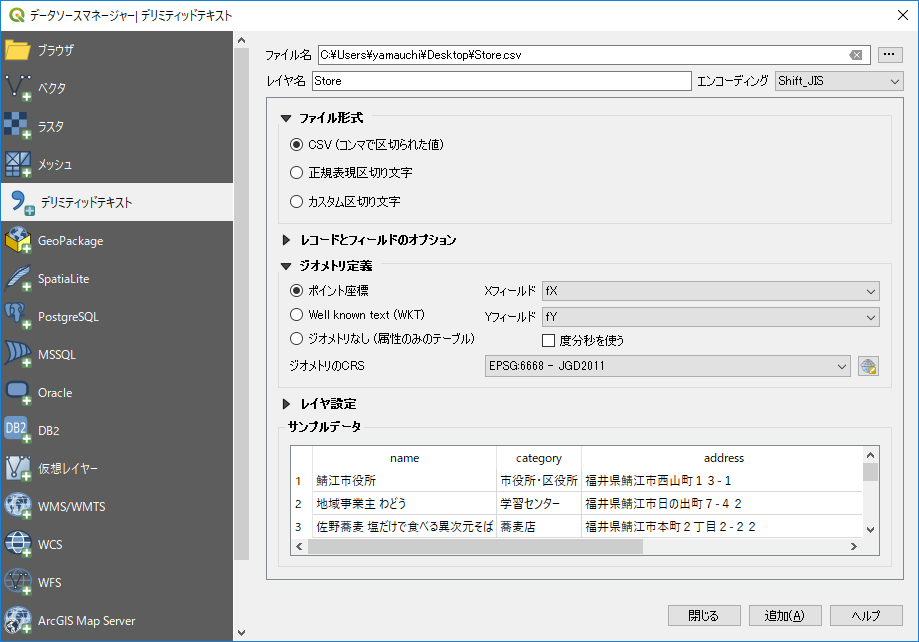 データソースマネージャー | デリミティッドテキスト
ブラウザ
ベクタ
ラスタ
メッシュ
デリミティッドテキスト
GeoPackage
SpatiaLite
PostgreSQL
MSSQL
Oracle
DB2
DB2
仮想レイヤー
WMS/WMTS
WCS
WFS
ArcGIS Map Server
ファイル名 C:¥Users¥yamauchi¥Desktop¥Store.csv ...
レイヤ名 Store エンコーディング Shift_JIS
ファイル形式
CSV (コンマで区切られた値)
正規表現区切り文字
カスタム区切り文字
レコードとフィールドのオプション
ジオメトリ定義
ポイント座標 Xフィールド fX
Well known text (WKT) Yフィールド fY
ジオメトリなし (属性のみのテーブル) 度分秒を使う
ジオメトリのCRS EPSG:6668 - JGD2011
レイヤ設定
サンプルデータ
name category address
1 鯖江市役所 市役所・区役所 福井県鯖江市西山町１３-１
2 地域事業主 わどう 学習センター 福井県鯖江市日の出町７-４２
3 佐野蕎麦 塩だけで食べる異次元そば 蕎麦店 福井県鯖江市本町２丁目２-２２
閉じる 追加(A) ヘルプ